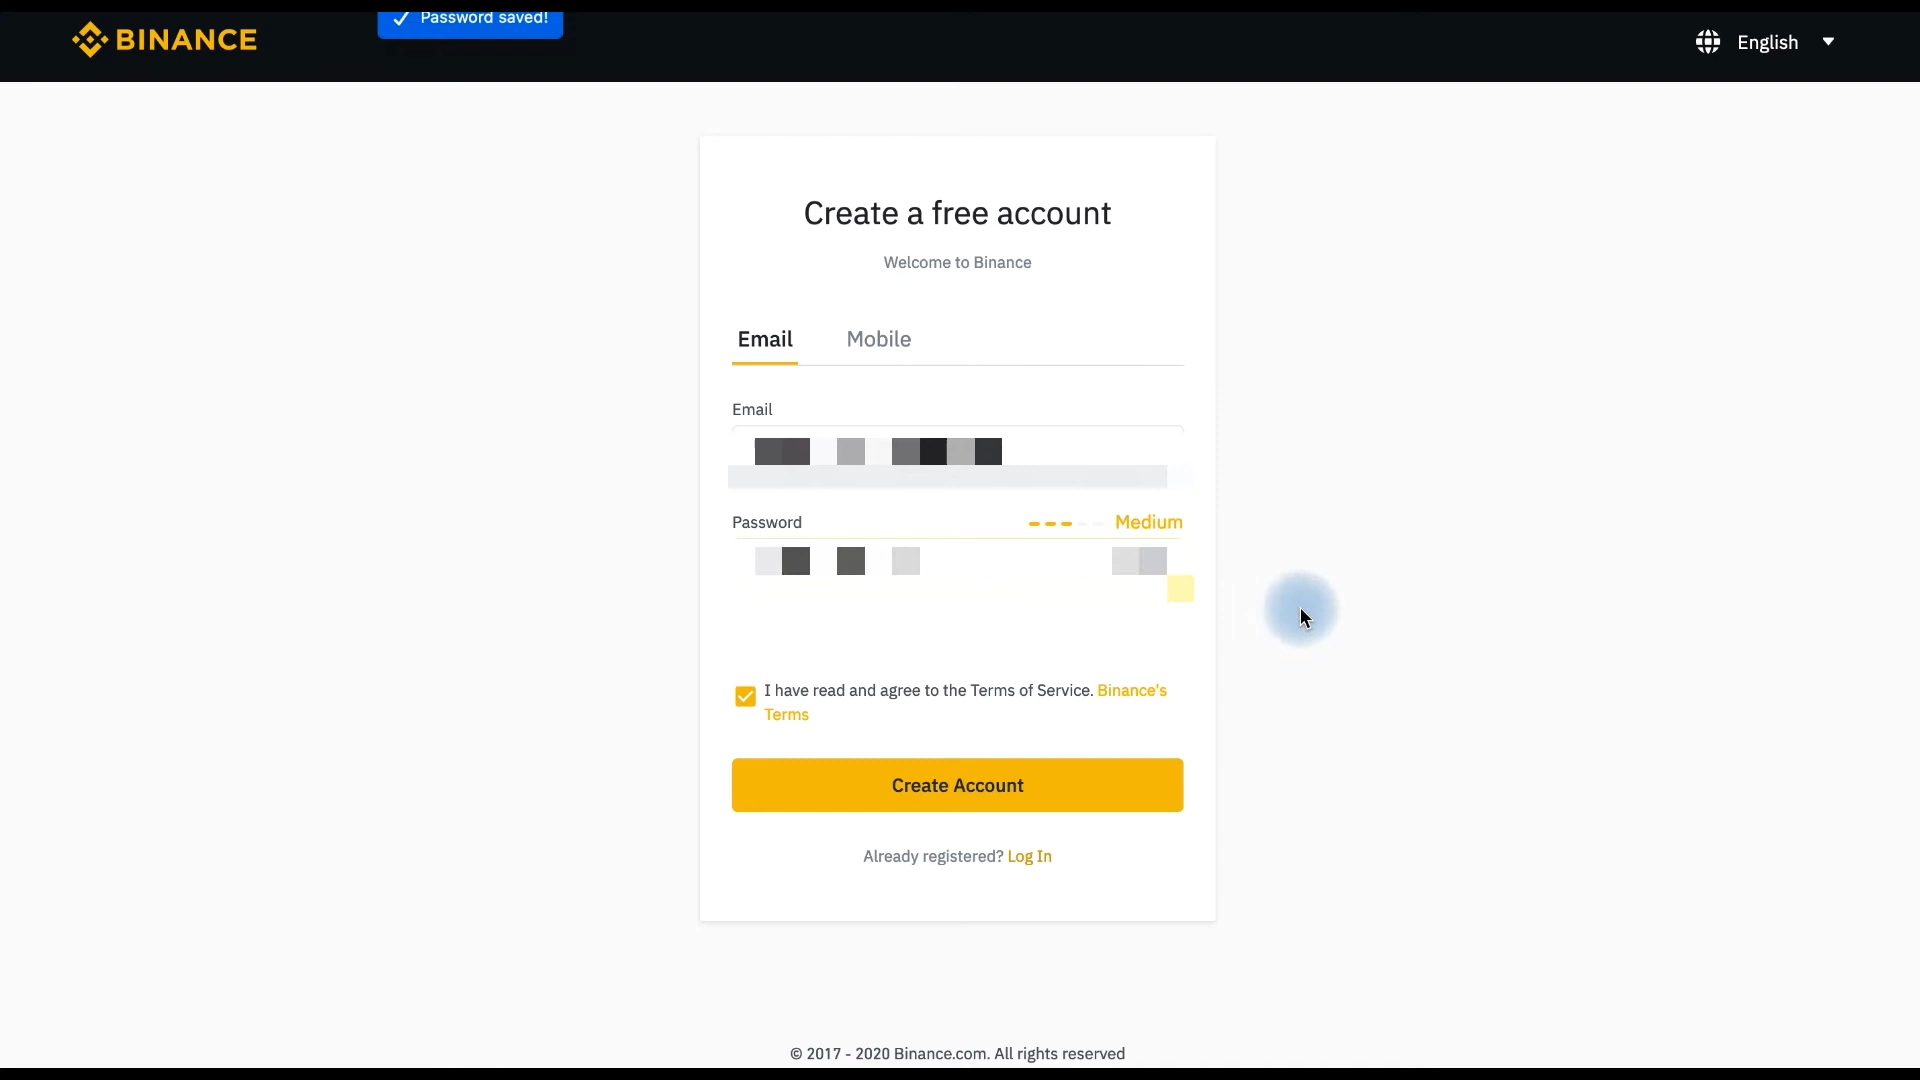 Password saved!
BINANCE
English
Create a free account
Welcome to Binance
Email Mobile
Email
Password Medium
I have read and agree to the Terms of Service. Binance's
Terms
Create Account
Already registered? Log In
© 2017 - 2020 Binance.com. All rights reserved